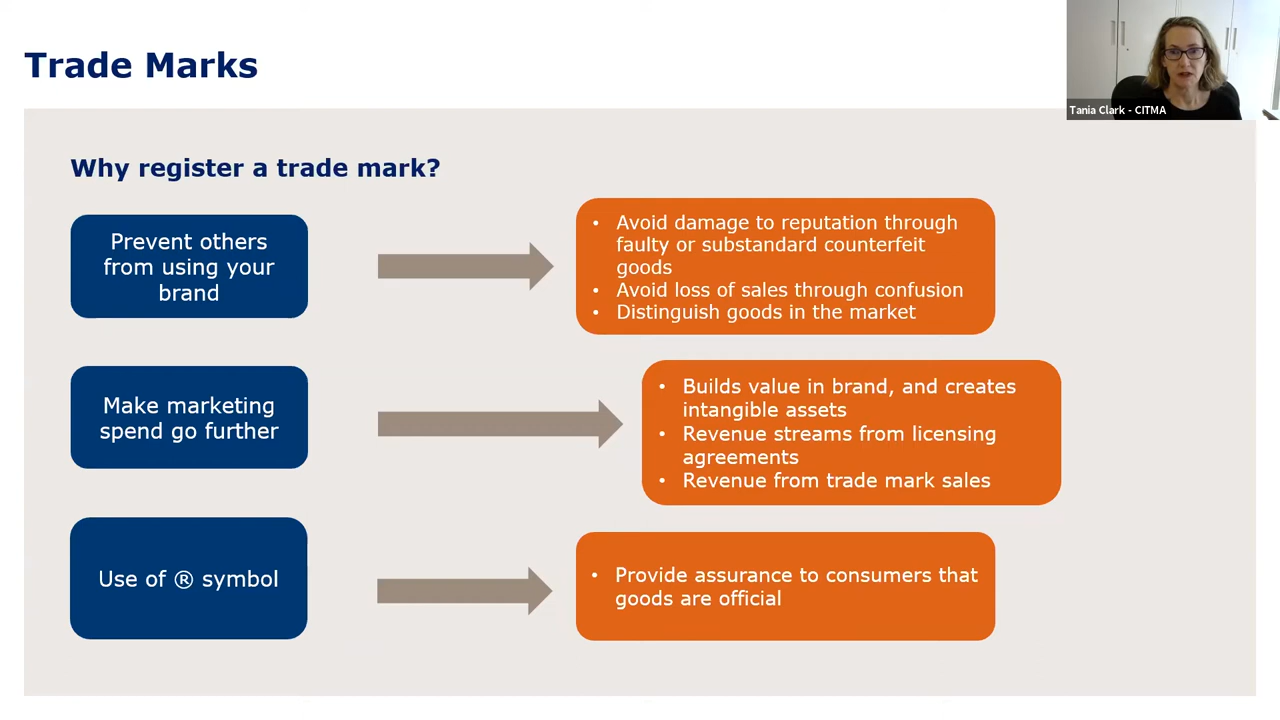 Trade Marks
Tania Clark - CITMA
Why register a trade mark?
Prevent others
from using your
brand
• Avoid damage to reputation through
faulty or substandard counterfeit
goods
• Avoid loss of sales through confusion
• Distinguish goods in the market
Make marketing
spend go further
• Builds value in brand, and creates
intangible assets
• Revenue streams from licensing
agreements
• Revenue from trade mark sales
Use of ® symbol
• Provide assurance to consumers that
goods are official